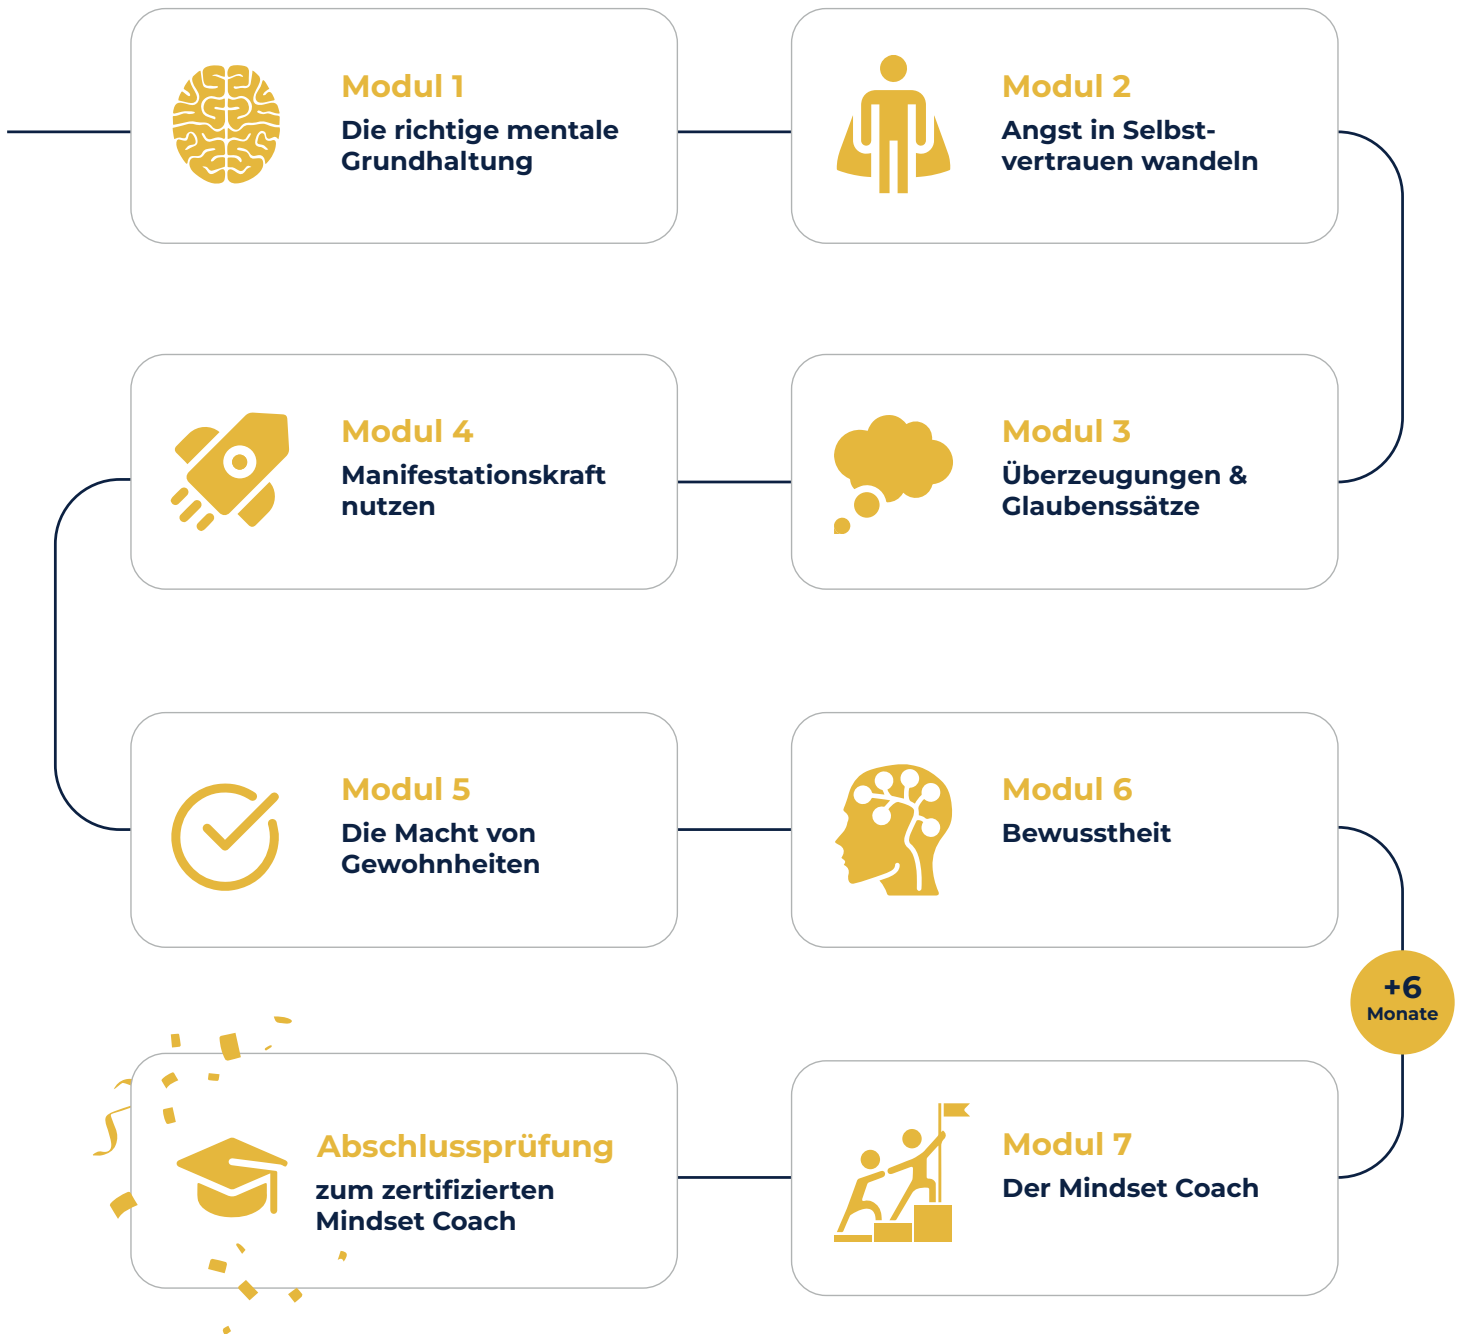 Modul 1
Die richtige mentale
Grundhaltung
Modul 2
Angst in Selbst-
vertrauen wandeln
Modul 3
Überzeugungen &
Glaubenssätze
Modul 4
Manifestationskraft
nutzen
Modul 5
Die Macht von
Gewohnheiten
Modul 6
Bewusstheit
+6
Monate
Modul 7
Der Mindset Coach
Abschlussprüfung
zum zertifizierten
Mindset Coach